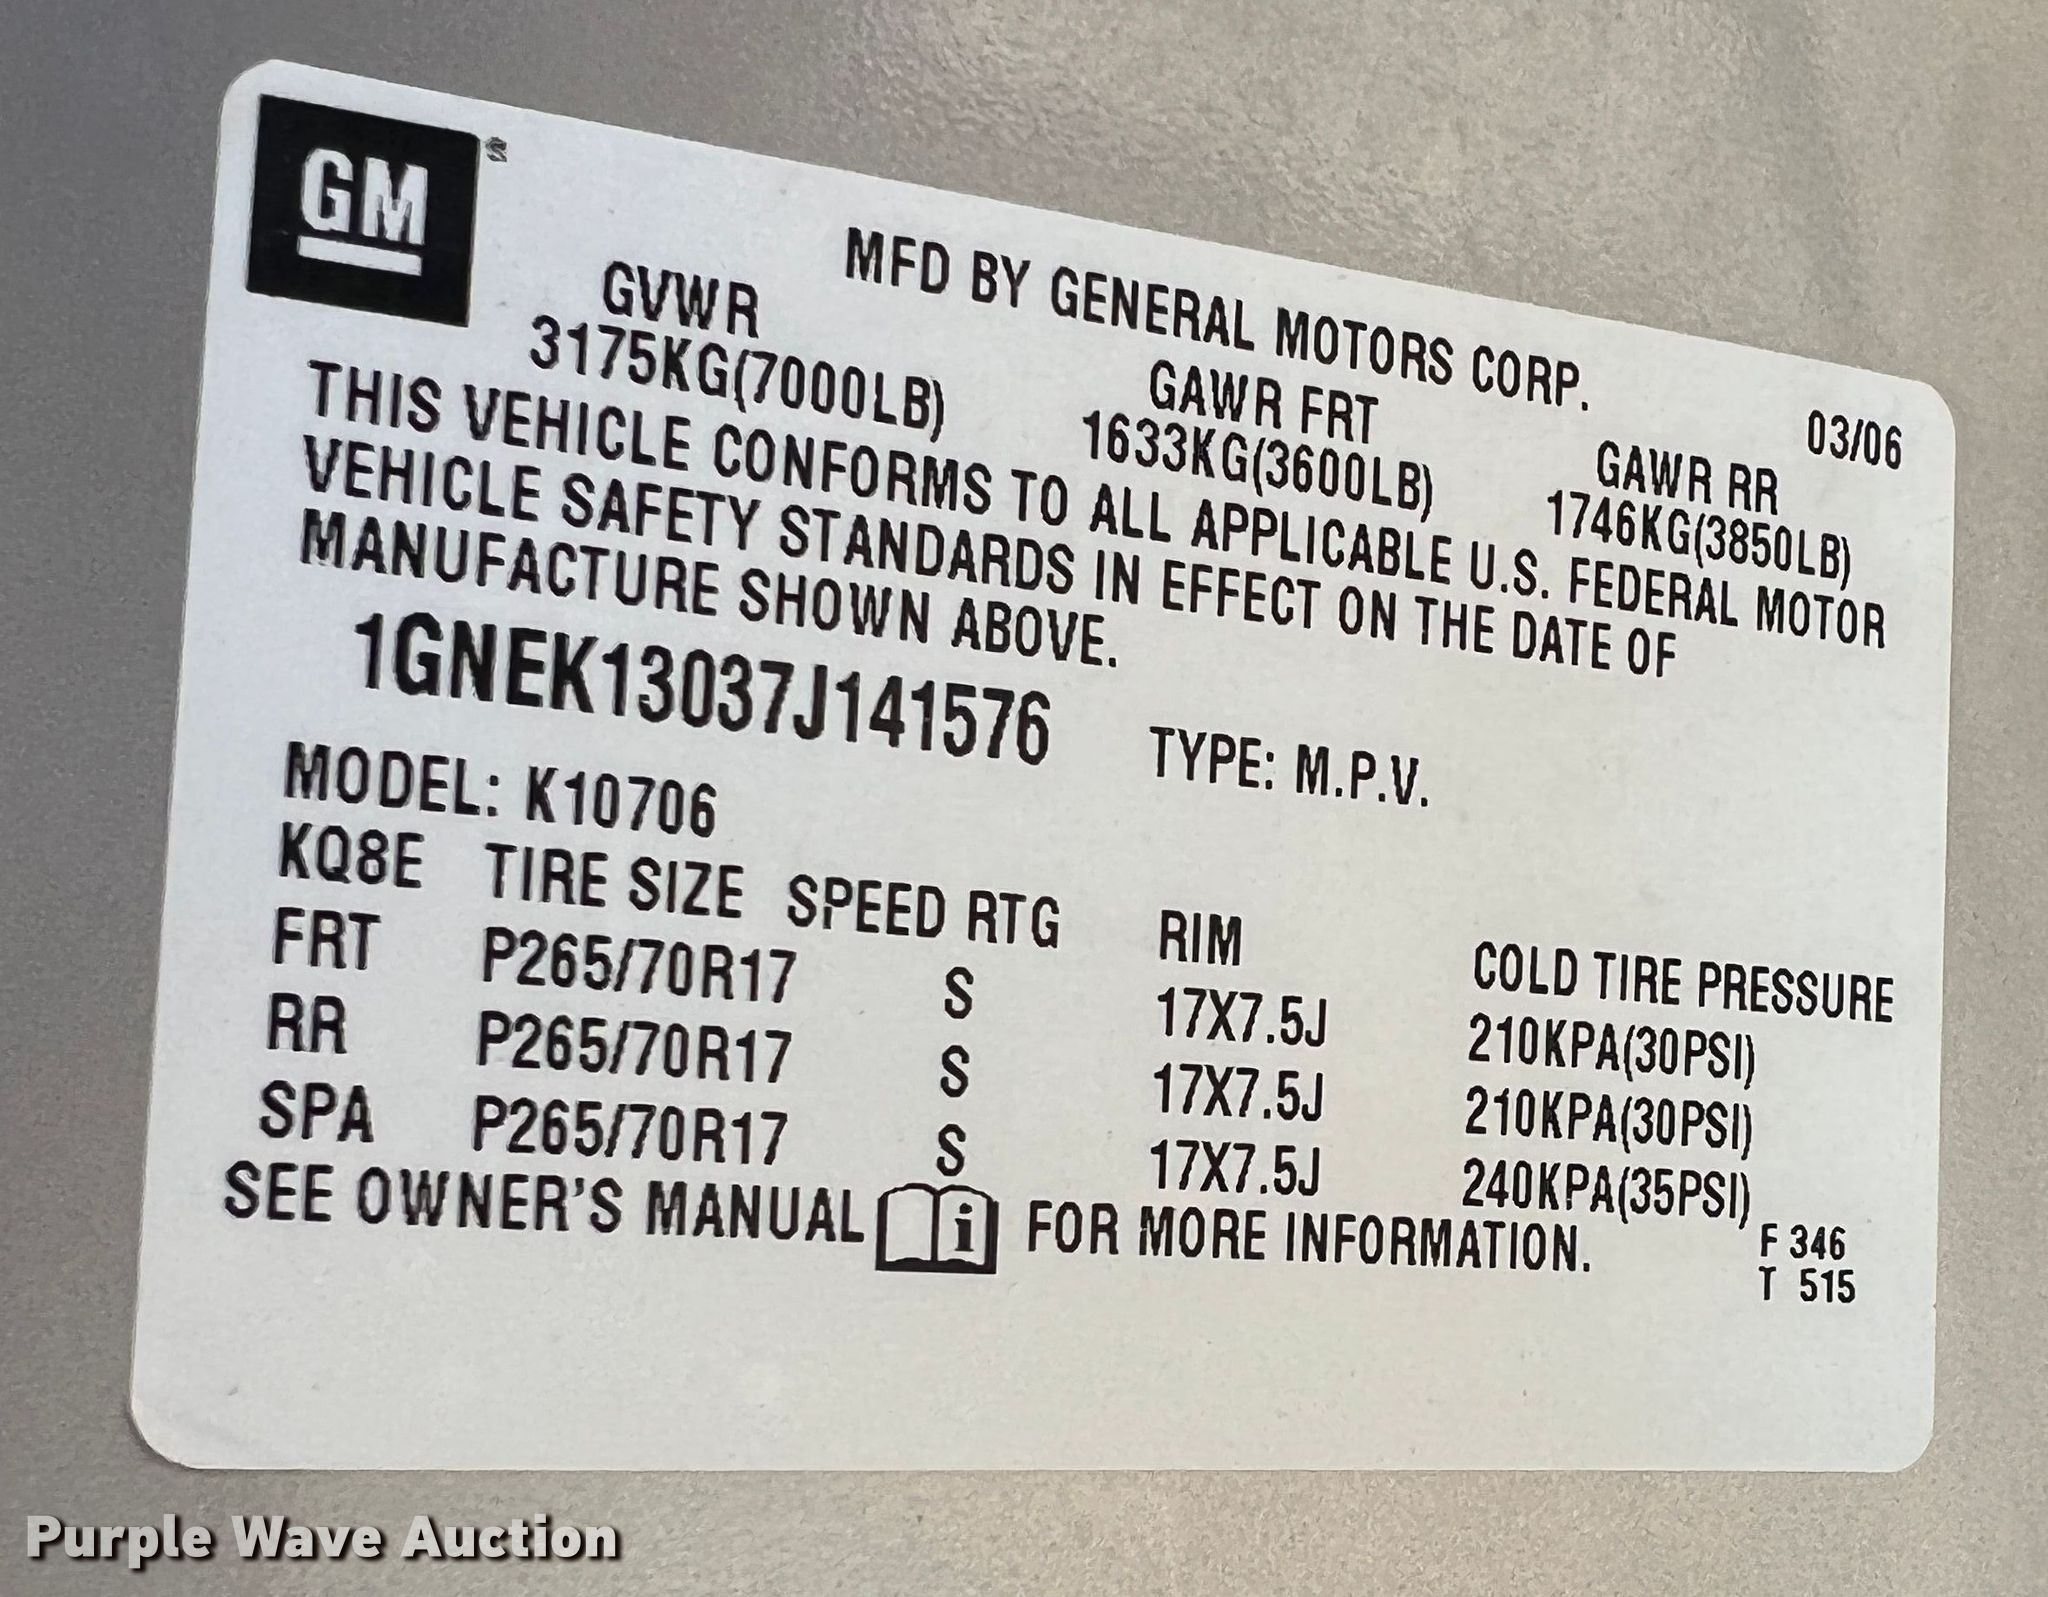 GM
MFD BY GENERAL MOTORS CORP.
03/06
GVWR GAWR FRT GAWR RR
3175KG(7000LB) 1633KG(3600LB) 1746KG(3850LB)
THIS VEHICLE CONFORMS TO ALL APPLICABLE U.S. FEDERAL MOTOR
VEHICLE SAFETY STANDARDS IN EFFECT ON THE DATE OF
MANUFACTURE SHOWN ABOVE.
1GNEK13037J141576 TYPE: M.P.V.
MODEL: K10706
KQ8E TIRE SIZE SPEED RTG RIM COLD TIRE PRESSURE
FRT P265/70R17 S 17X7.5J 210KPA(30PSI)
RR P265/70R17 S 17X7.5J 210KPA(30PSI)
SPA P265/70R17 S 17X7.5J 240KPA(35PSI)
SEE OWNER'S MANUAL i FOR MORE INFORMATION.
F 346
T 515
Purple Wave Auction